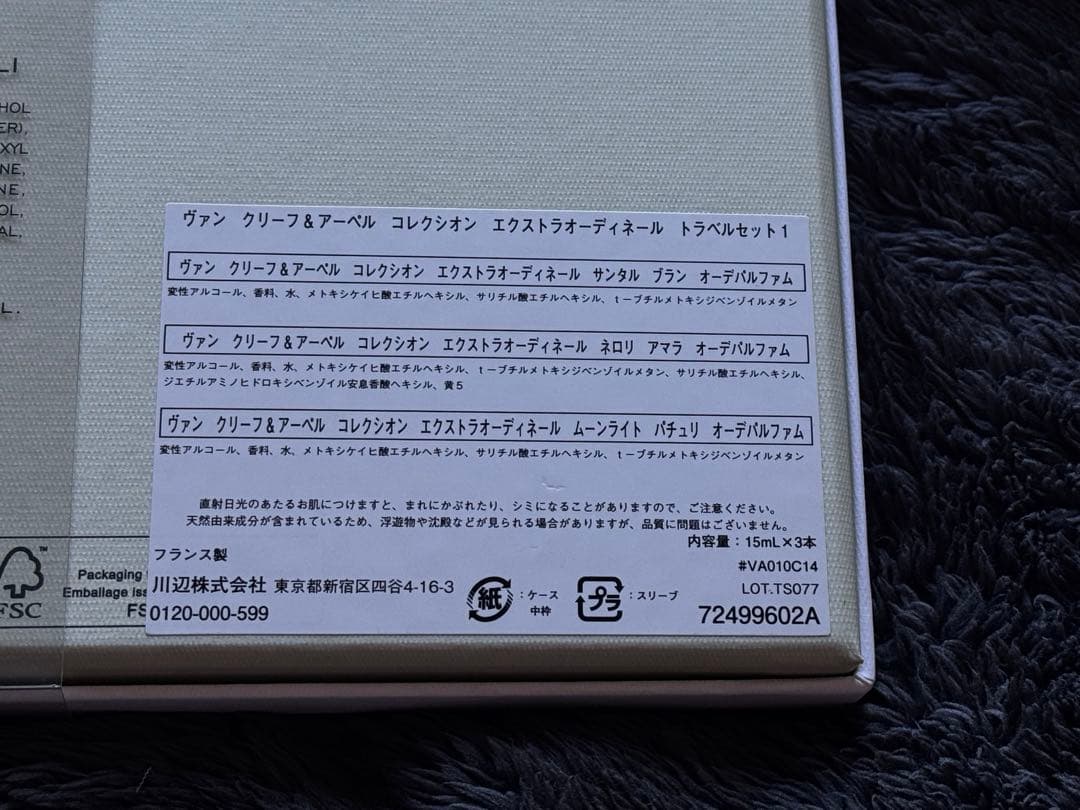 LI
HOL
ER),
XYL
NE,
NE,
OL,
AL,
L.
ヴァン クリーフ&アーペル コレクシオン エクストラオーディネール トラベルセット1
ヴァン クリーフ&アーペル コレクシオン エクストラオーディネール サンタル ブラン オーデパルファム
変性アルコール、香料、水、メトキシケイヒ酸エチルヘキシル、サリチル酸エチルヘキシル、t-ブチルメトキシジベンゾイルメタン
ヴァン クリーフ&アーペル コレクシオン エクストラオーディネール ネロリ アマラ オーデパルファム
変性アルコール、香料、水、メトキシケイヒ酸エチルヘキシル、t-ブチルメトキシジベンゾイルメタン、サリチル酸エチルヘキシル、
ジエチルアミノヒドロキシベンゾイル安息香酸ヘキシル、黄5
ヴァン クリーフ&アーペル コレクシオン エクストラオーディネール ムーンライト パチュリ オーデパルファム
変性アルコール、香料、水、メトキシケイヒ酸エチルヘキシル、サリチル酸エチルヘキシル、t-ブチルメトキシジベンゾイルメタン
直射日光のあたるお肌につけますと、まれにかぶれたり、シミになることがありますので、ご注意ください。
天然由来成分が含まれているため、浮遊物や沈殿などが見られる場合がありますが、品質に問題はございません。
内容量:15mL×3本
フランス製
#VA010C14
川辺株式会社 東京都新宿区四谷4-16-3
LOT.TS077
0120-000-599
紙 :ケース
中枠
プラ :スリーブ
72499602A
™
FSC
Packaging
Emballage iss
FS